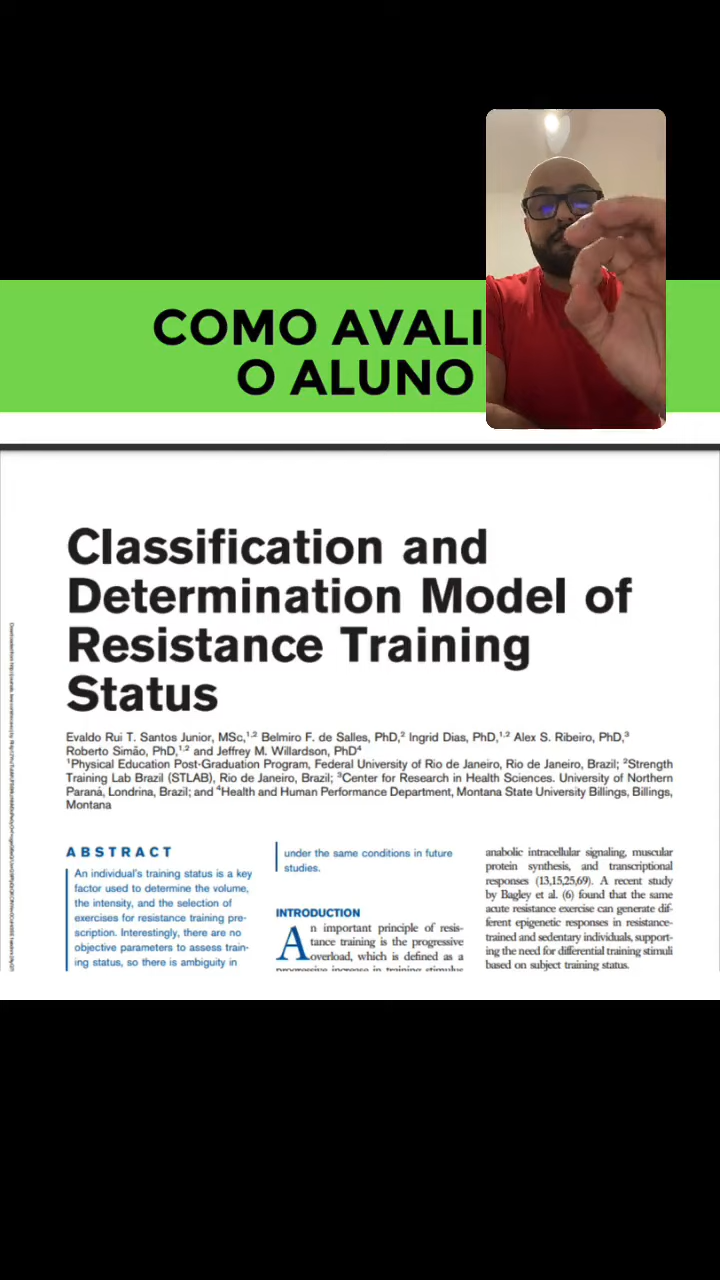 COMO AVALI
O ALUNO
Classification and
Determination Model of
Resistance Training
Status
Evaldo Rui T. Santos Junior, MSc,1,2 Belmiro F. de Salles, PhD,2 Ingrid Dias, PhD,1,2 Alex S. Ribeiro, PhD,3
Roberto Simão, PhD,1,2 and Jeffrey M. Willardson, PhD4
1Physical Education Post-Graduation Program, Federal University of Rio de Janeiro, Rio de Janeiro, Brazil; 2Strength
Training Lab Brazil (STLAB), Rio de Janeiro, Brazil; 3Center for Research in Health Sciences. University of Northern
Paraná, Londrina, Brazil; and 4Health and Human Performance Department, Montana State University Billings, Billings,
Montana
ABSTRACT
An individual's training status is a key
factor used to determine the volume,
the intensity, and the selection of
exercises for resistance training pre-
scription. Interestingly, there are no
objective parameters to assess train-
ing status, so there is ambiguity in
under the same conditions in future
studies.
INTRODUCTION
An important principle of resis-
tance training is the progressive
overload, which is defined as a
progressive increase in training stimulus
anabolic intracellular signaling, muscular
protein synthesis, and transcriptional
responses (13,15,25,69). A recent study
by Bagley et al. (6) found that the same
acute resistance exercise can generate dif-
ferent epigenetic responses in resistance-
trained and sedentary individuals, support-
ing the need for differential training stimuli
based on subject training status.